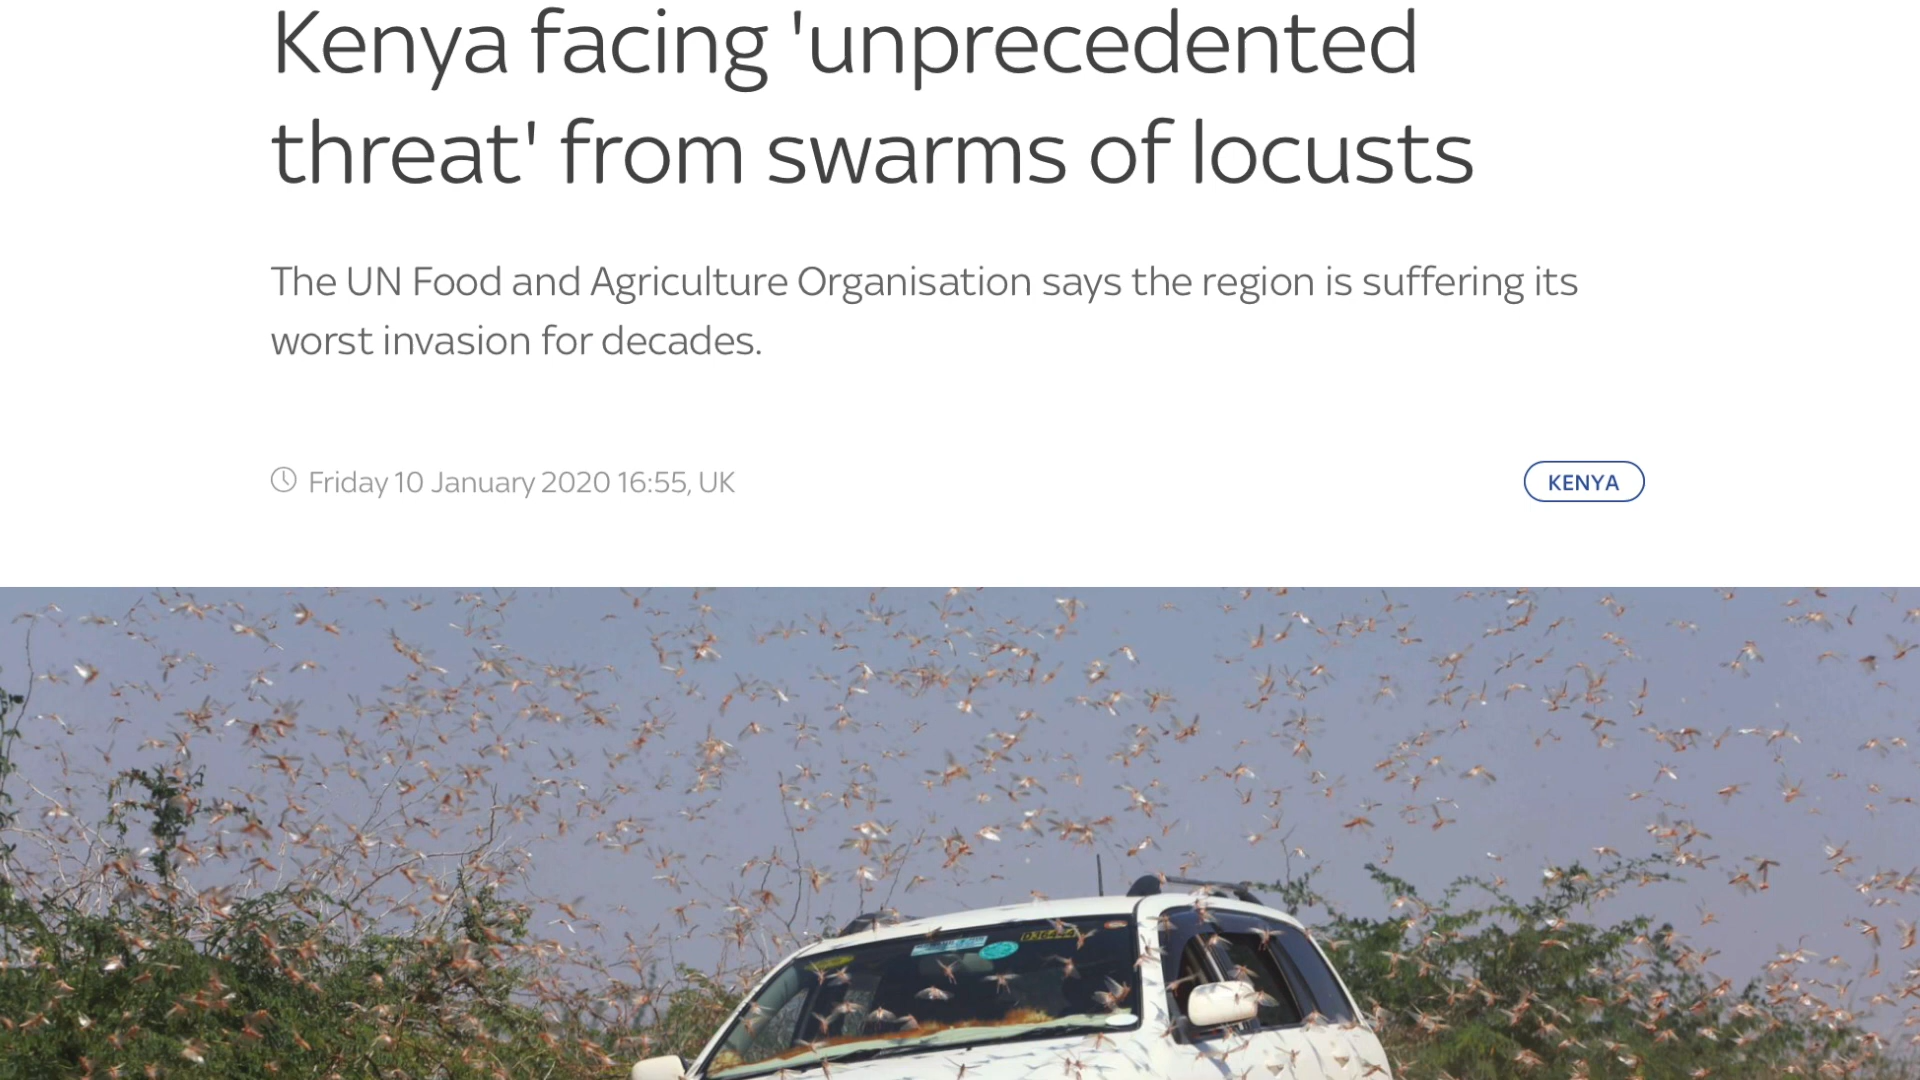 Kenya facing 'unprecedented
threat' from swarms of locusts
The UN Food and Agriculture Organisation says the region is suffering its
worst invasion for decades.
Friday 10 January 2020 16:55, UK
KENYA